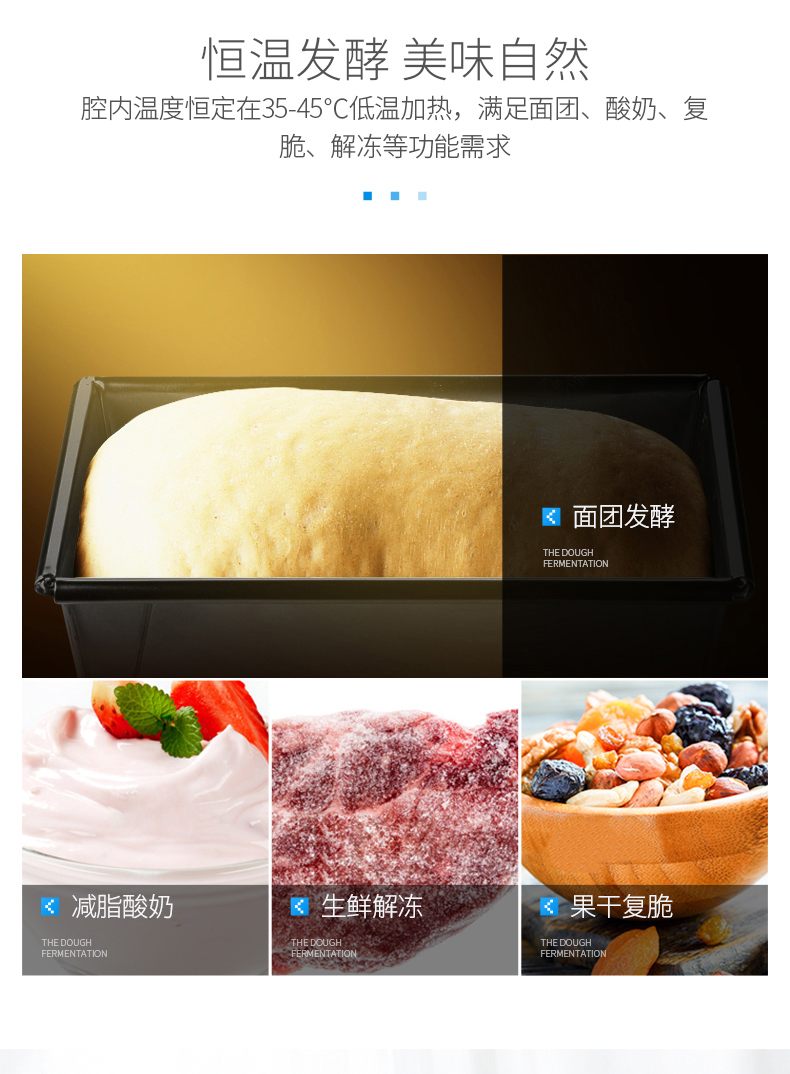 恒温发酵 美味自然
腔内温度恒定在35-45°C低温加热，满足面团、酸奶、复
脆、解冻等功能需求
面团发酵
THE DOUGH
FERMENTATION
减脂酸奶
THE DOUGH
FERMENTATION
生鲜解冻
THE DOUGH
FERMENTATION
果干复脆
THE DOUGH
FERMENTATION